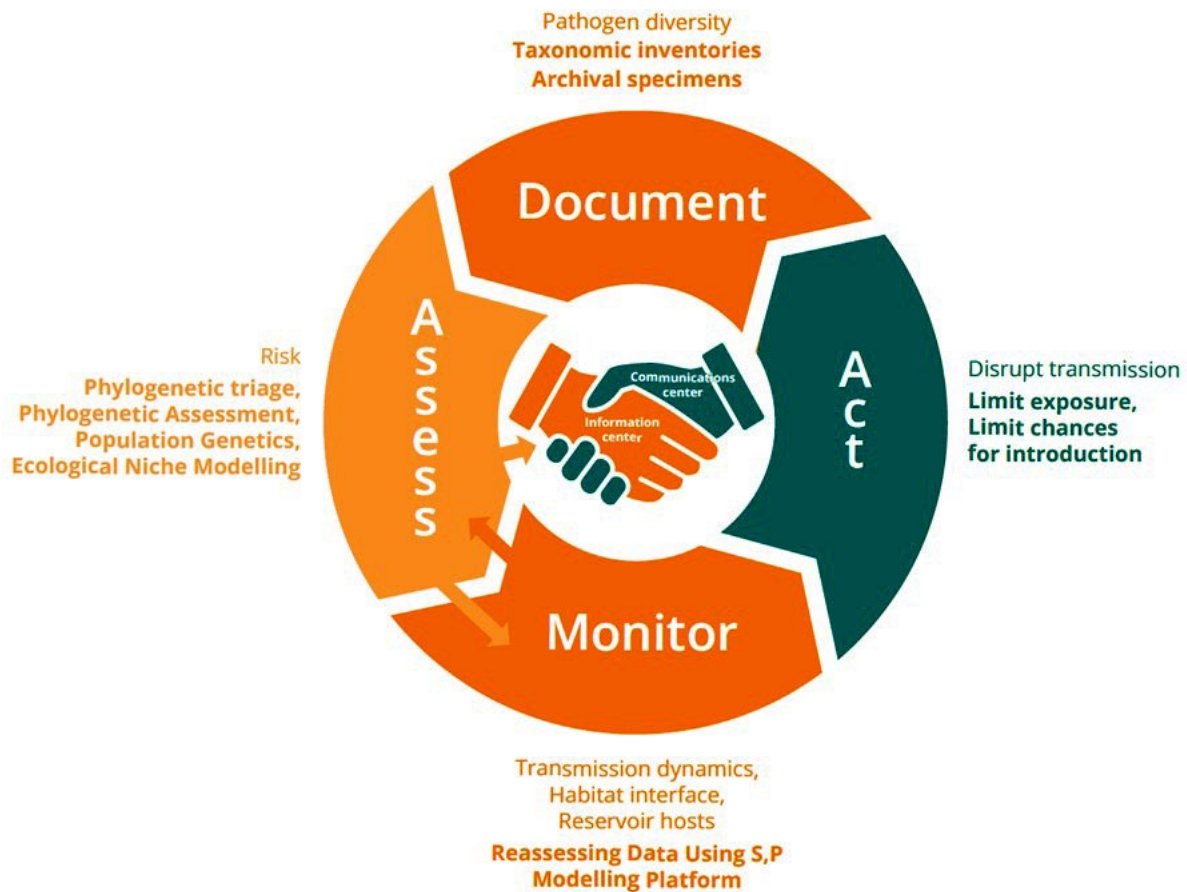 Pathogen diversity
Taxonomic inventories
Archival specimens
Document
Assess
Risk
Phylogenetic triage,
Phylogenetic Assessment,
Population Genetics,
Ecological Niche Modelling
Communications
center
Information
center
Act
Disrupt transmission
Limit exposure,
Limit chances
for introduction
Monitor
Transmission dynamics,
Habitat interface,
Reservoir hosts
Reassessing Data Using S,P
Modelling Platform